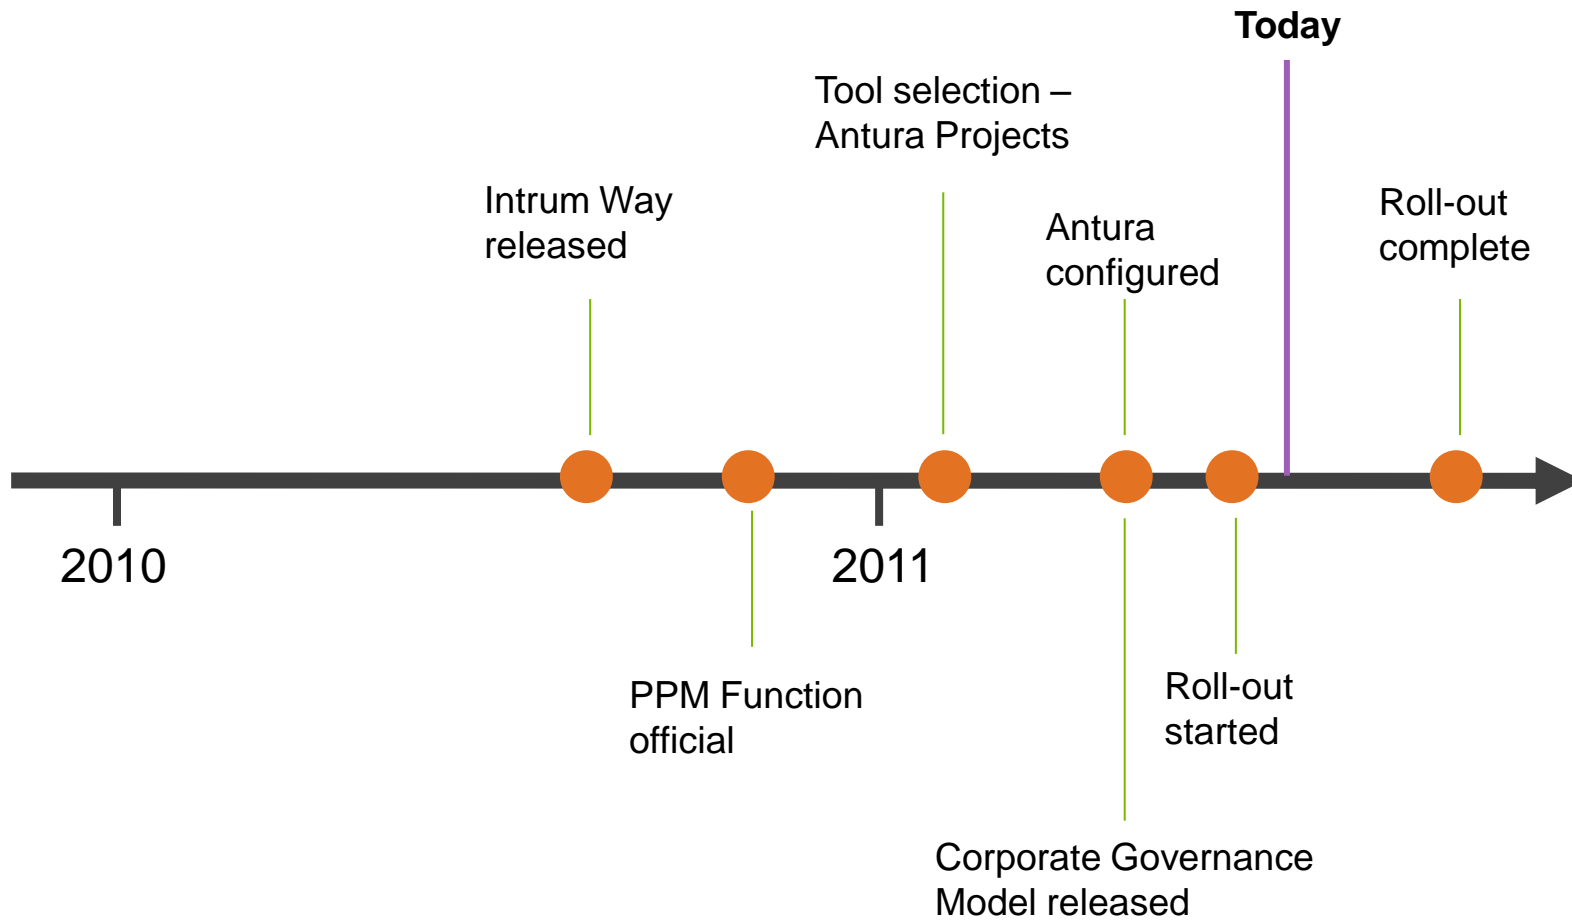 Today
Tool selection –
Antura Projects
Intrum Way
released
Antura
configured
Roll-out
complete
2010
2011
PPM Function
official
Roll-out
started
Corporate Governance
Model released